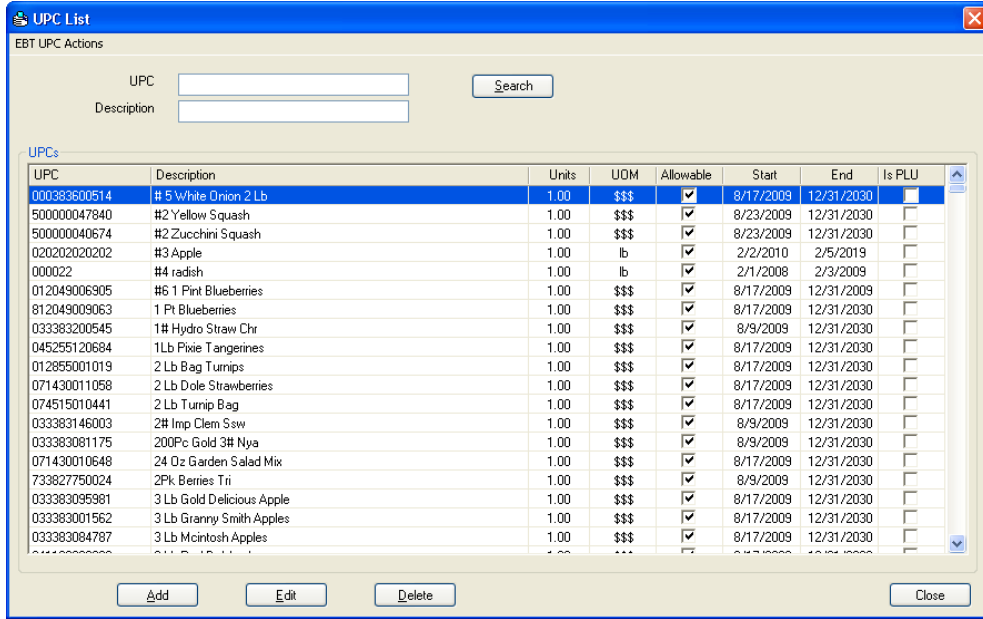 UPC List
EBT UPC Actions
UPC
Search
Description
UPCs
UPC Description Units UOM Allowable Start End Is PLU
000383600514 # 5 White Onion 2 Lb 1.00 $$$ 8/17/2009 12/31/2030
500000047840 #2 Yellow Squash 1.00 $$$ 8/23/2009 12/31/2030
500000040674 #2 Zucchini Squash 1.00 $$$ 8/23/2009 12/31/2030
020202020202 #3 Apple 1.00 lb 2/2/2010 2/5/2019
000022 #4 radish 1.00 lb 2/1/2008 2/3/2009
012049006905 #6 1 Pint Blueberries 1.00 $$$ 8/17/2009 12/31/2009
812049009063 1 Pt Blueberries 1.00 $$$ 8/17/2009 12/31/2030
033383200545 1# Hydro Straw Chr 1.00 $$$ 8/9/2009 12/31/2030
045255120684 1Lb Pixie Tangerines 1.00 $$$ 8/17/2009 12/31/2030
012855001019 2 Lb Bag Turnips 1.00 $$$ 8/17/2009 12/31/2030
071430011058 2 Lb Dole Strawberries 1.00 $$$ 8/17/2009 12/31/2030
074515010441 2 Lb Turnip Bag 1.00 $$$ 8/17/2009 12/31/2030
033383146003 2# Imp Clem Ssw 1.00 $$$ 8/9/2009 12/31/2030
033383081175 200Pc Gold 3# Nya 1.00 $$$ 8/9/2009 12/31/2030
071430010648 24 Oz Garden Salad Mix 1.00 $$$ 8/17/2009 12/31/2030
733827750024 2Pk Berries Tri 1.00 $$$ 8/9/2009 12/31/2030
033383095981 3 Lb Gold Delicious Apple 1.00 $$$ 8/17/2009 12/31/2030
033383001562 3 Lb Granny Smith Apples 1.00 $$$ 8/17/2009 12/31/2030
033383084787 3 Lb Mcintosh Apples 1.00 $$$ 8/17/2009 12/31/2030
Add Edit Delete Close